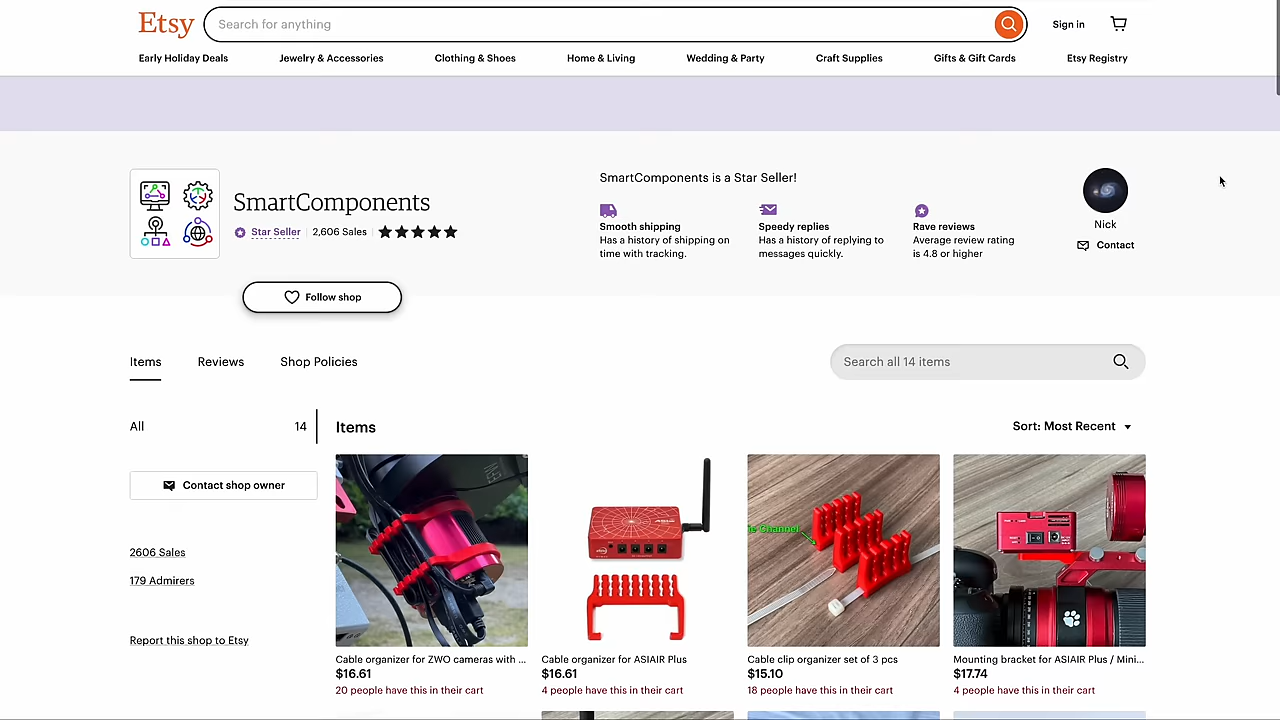 Etsy
Search for anything
Sign in
Early Holiday Deals
Jewelry & Accessories
Clothing & Shoes
Home & Living
Wedding & Party
Craft Supplies
Gifts & Gift Cards
Etsy Registry
SmartComponents
Star Seller
2,606 Sales
Follow shop
SmartComponents is a Star Seller!
Smooth shipping
Has a history of shipping on
time with tracking.
Speedy replies
Has a history of replying to
messages quickly.
Rave reviews
Average review rating
is 4.8 or higher
Nick
Contact
Items
Reviews
Shop Policies
Search all 14 items
All
14
Contact shop owner
2606 Sales
179 Admirers
Report this shop to Etsy
Items
Sort: Most Recent
Cable organizer for ZWO cameras with ...
$16.61
20 people have this in their cart
Cable organizer for ASIAIR Plus
$16.61
4 people have this in their cart
Channel
Cable clip organizer set of 3 pcs
$15.10
18 people have this in their cart
Mounting bracket for ASIAIR Plus / Mini...
$17.74
4 people have this in their cart